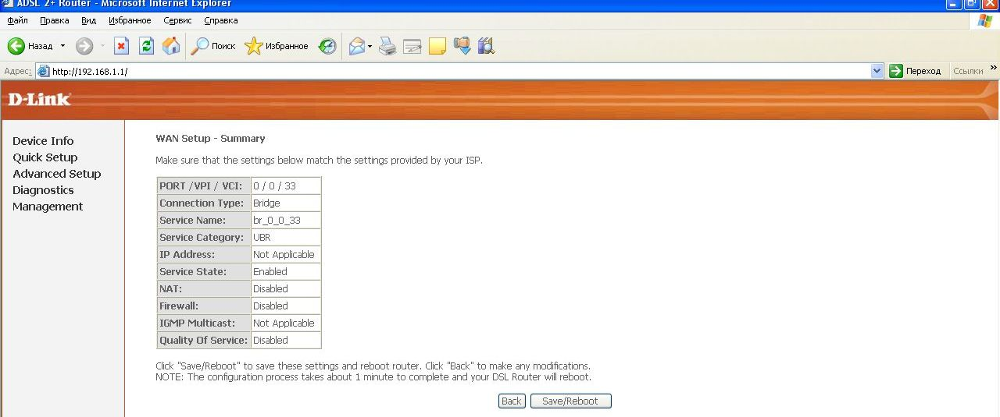 ADSL 2+ Router - Microsoft Internet Explorer
Файл Правка Вид Избранное Сервис Справка
Назад Поиск Избранное
Адрес: http://192.168.1.1/ Переход Ссылки »
D-Link
Device Info
Quick Setup
Advanced Setup
Diagnostics
Management
WAN Setup - Summary
Make sure that the settings below match the settings provided by your ISP.
PORT /VPI / VCI: 0 / 0 / 33
Connection Type: Bridge
Service Name: br_0_0_33
Service Category: UBR
IP Address: Not Applicable
Service State: Enabled
NAT: Disabled
Firewall: Disabled
IGMP Multicast: Not Applicable
Quality Of Service: Disabled
Click "Save/Reboot" to save these settings and reboot router. Click "Back" to make any modifications.
NOTE: The configuration process takes about 1 minute to complete and your DSL Router will reboot.
Back Save/Reboot